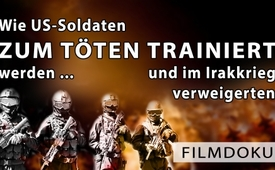 Wie US-Soldaten
ZUM TÖTEN TRAINIERT
werden ... und im Irakkrieg
verweigerten
FILMDOKU